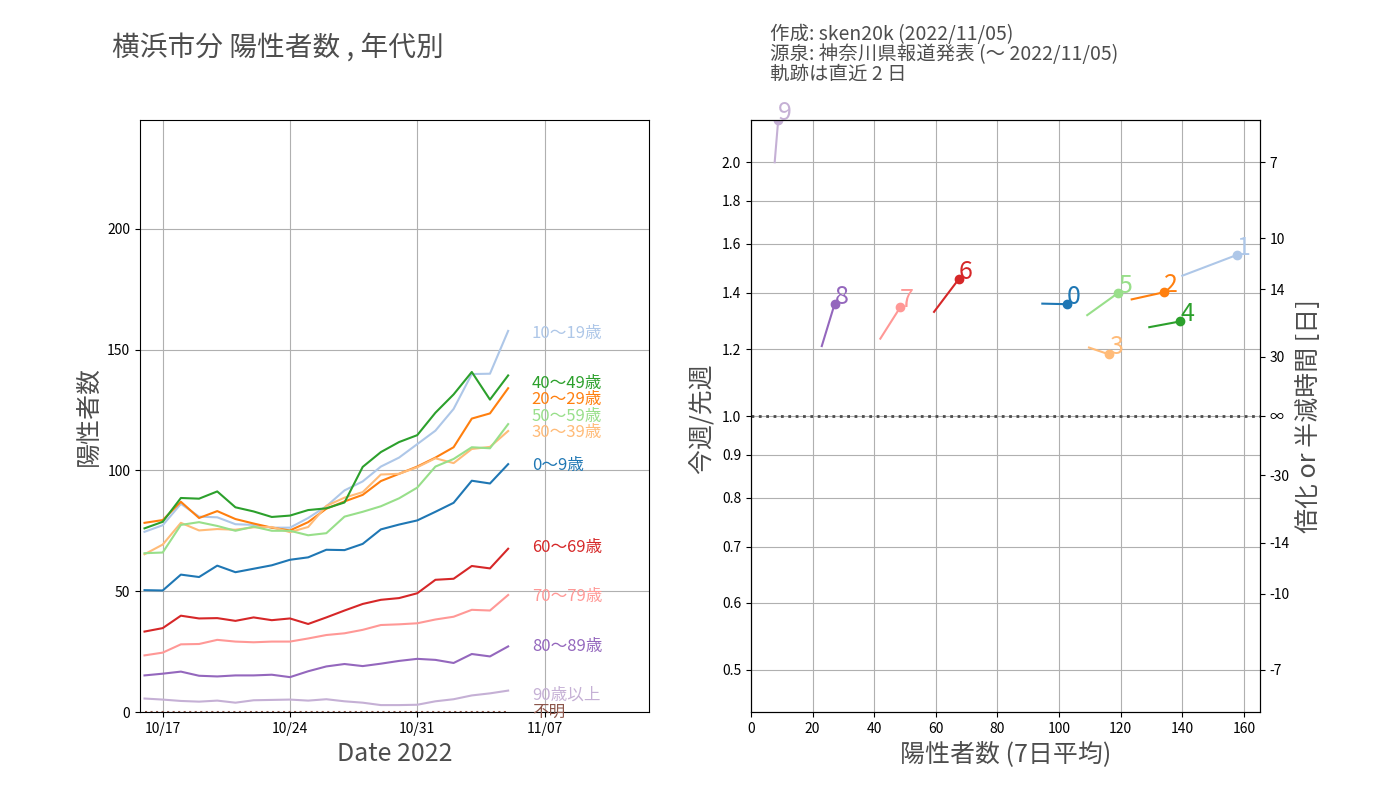 横浜市分 陽性者数 , 年代別
作成: sken20k (2022/11/05)
源泉: 神奈川県報道発表 (～ 2022/11/05)
軌跡は直近 2 日
陽性者数
200
150
100
50
0
10/17
10/24
10/31
11/07
Date 2022
10～19歳
40～49歳
20～29歳
50～59歳
30～39歳
0～9歳
60～69歳
70～79歳
80～89歳
90歳以上
不明
今週/先週
2.0
1.8
1.6
1.4
1.2
1.0
0.9
0.8
0.7
0.6
0.5
9
8
7
6
0
5
3
2
4
1
0
20
40
60
80
100
120
140
160
陽性者数 (7日平均)
7
10
14
30
∞
-30
-14
-10
-7
倍化 or 半減時間 [日]